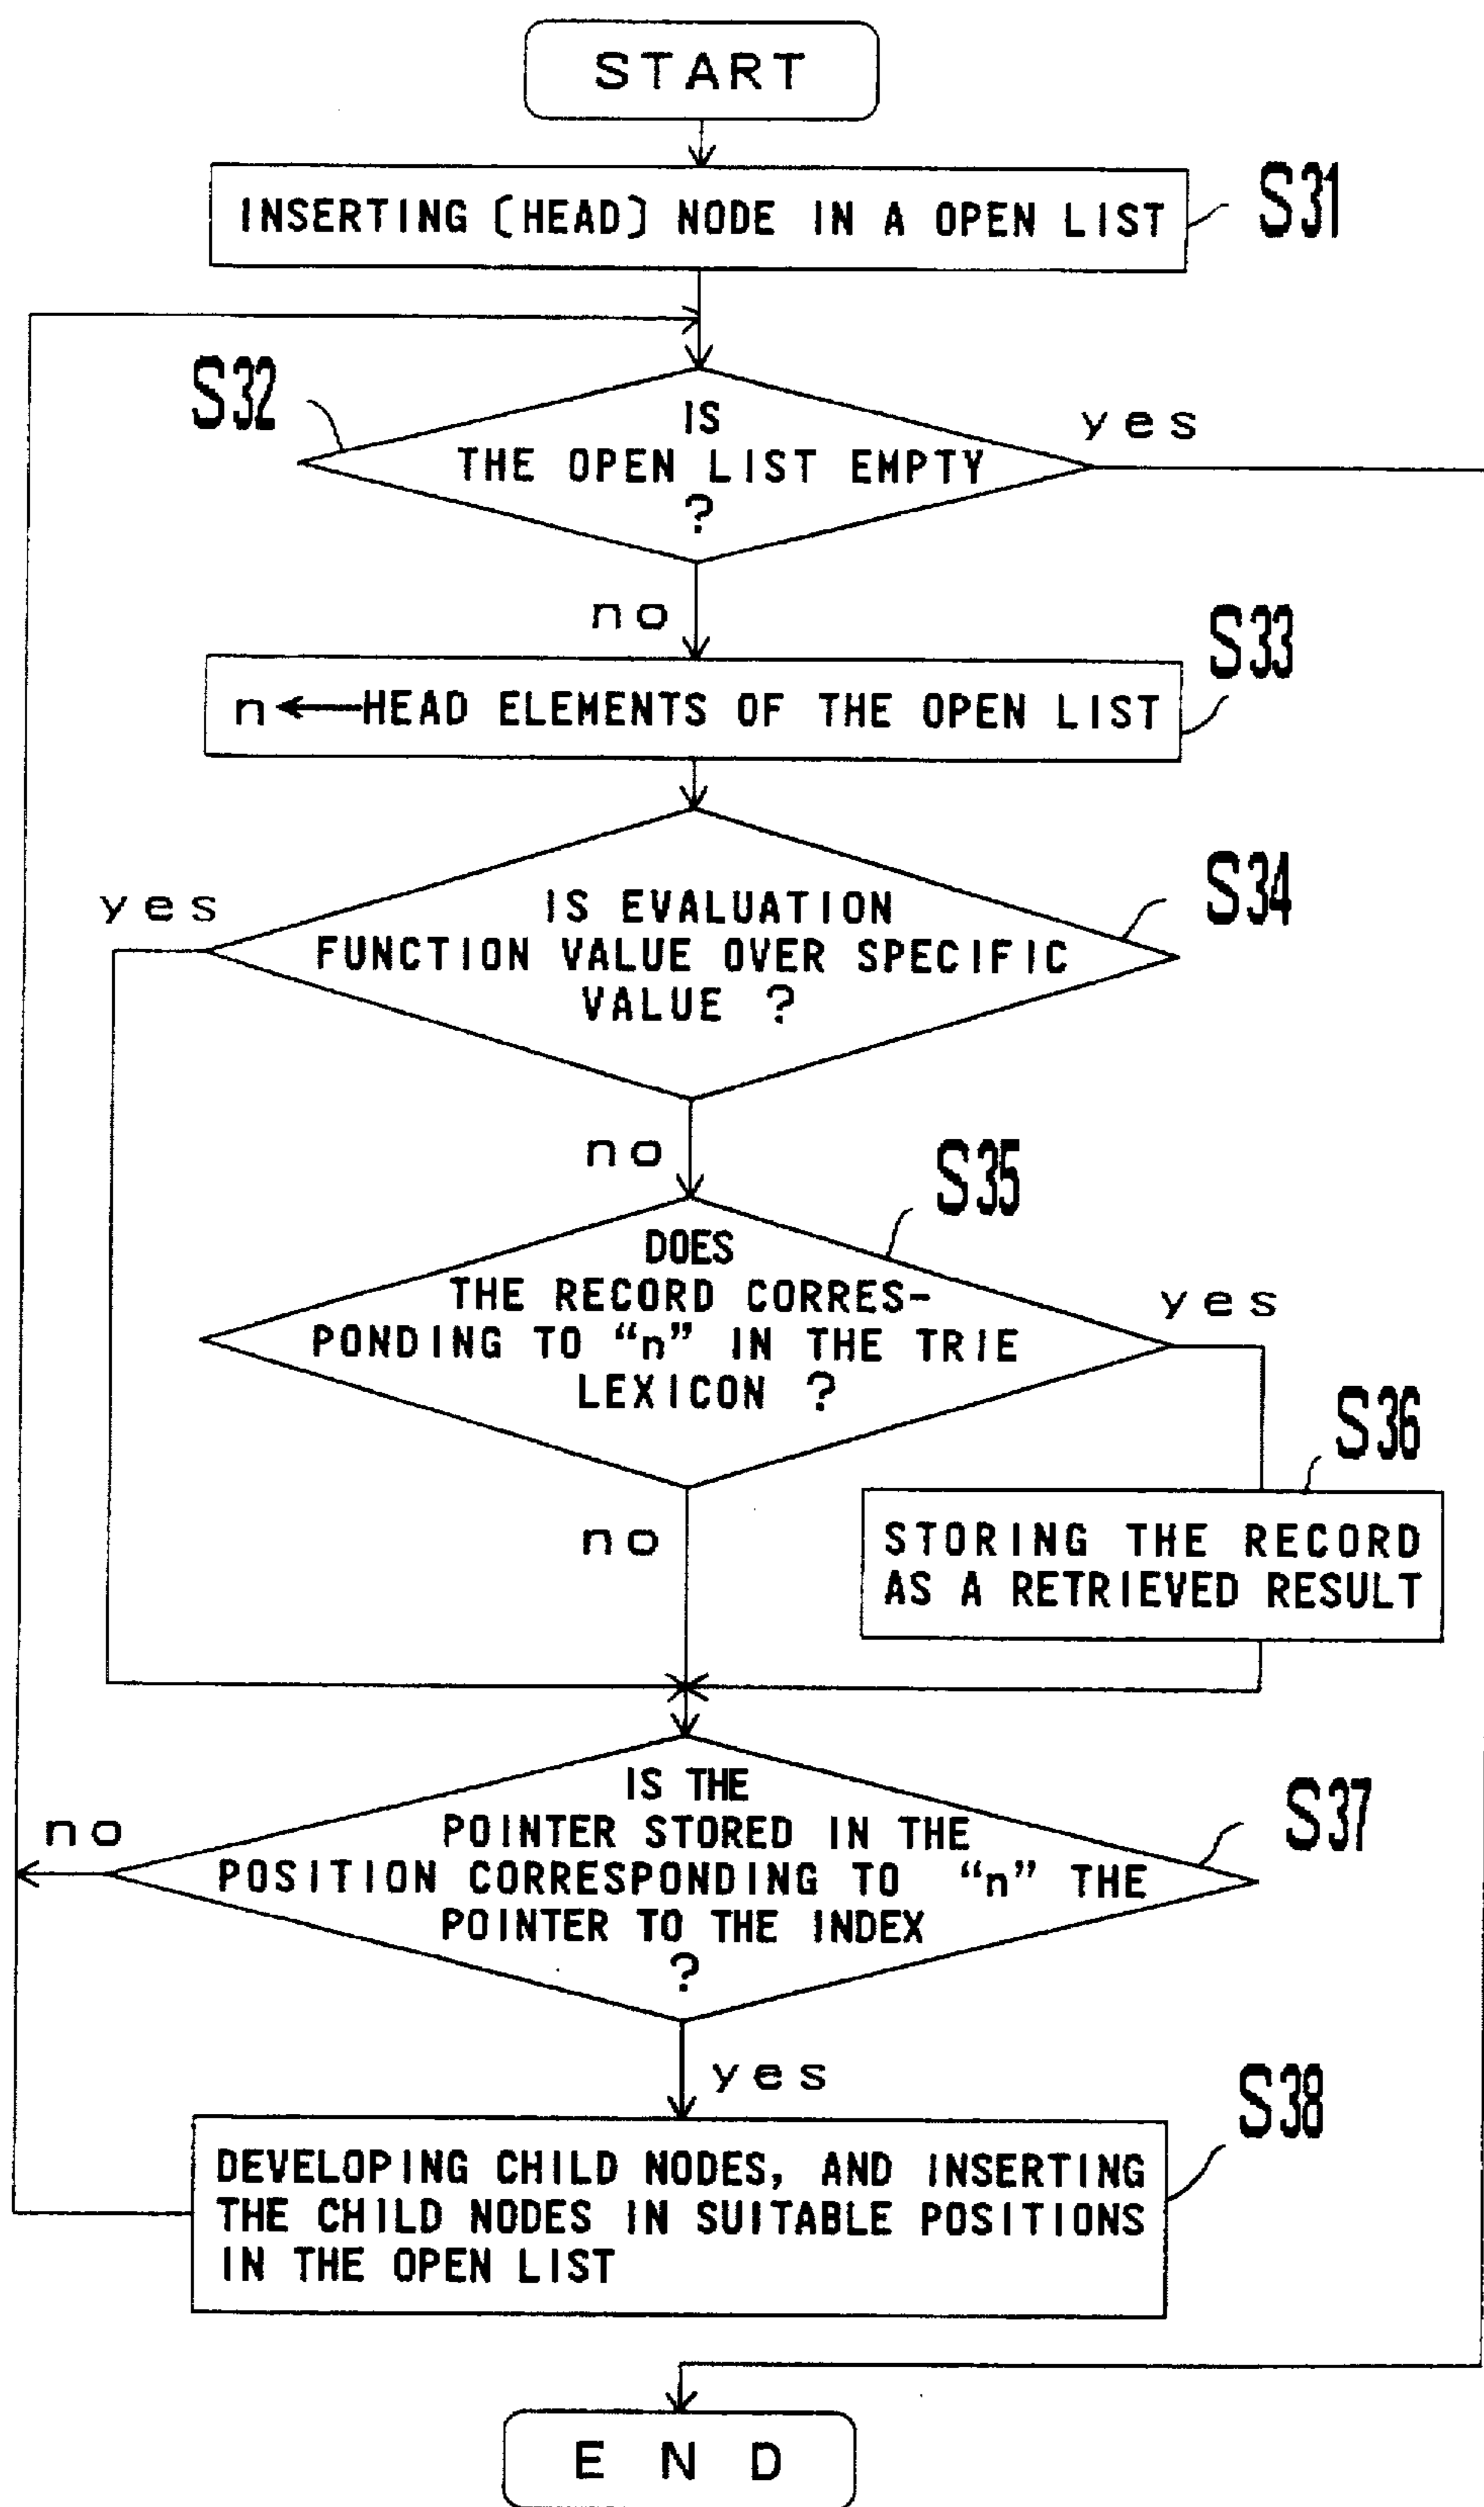 START
INSERTING [HEAD] NODE IN A OPEN LIST
S31
S32
IS
THE OPEN LIST EMPTY
?
yes
no
S33
n←HEAD ELEMENTS OF THE OPEN LIST
S34
yes
IS EVALUATION
FUNCTION VALUE OVER SPECIFIC
VALUE ?
no
S35
DOES
THE RECORD CORRES-
PONDING TO “n” IN THE TRIE
LEXICON ?
yes
S36
no
STORING THE RECORD
AS A RETRIEVED RESULT
S37
no
IS THE
POINTER STORED IN THE
POSITION CORRESPONDING TO “n” THE
POINTER TO THE INDEX
?
yes
S38
DEVELOPING CHILD NODES, AND INSERTING
THE CHILD NODES IN SUITABLE POSITIONS
IN THE OPEN LIST
END